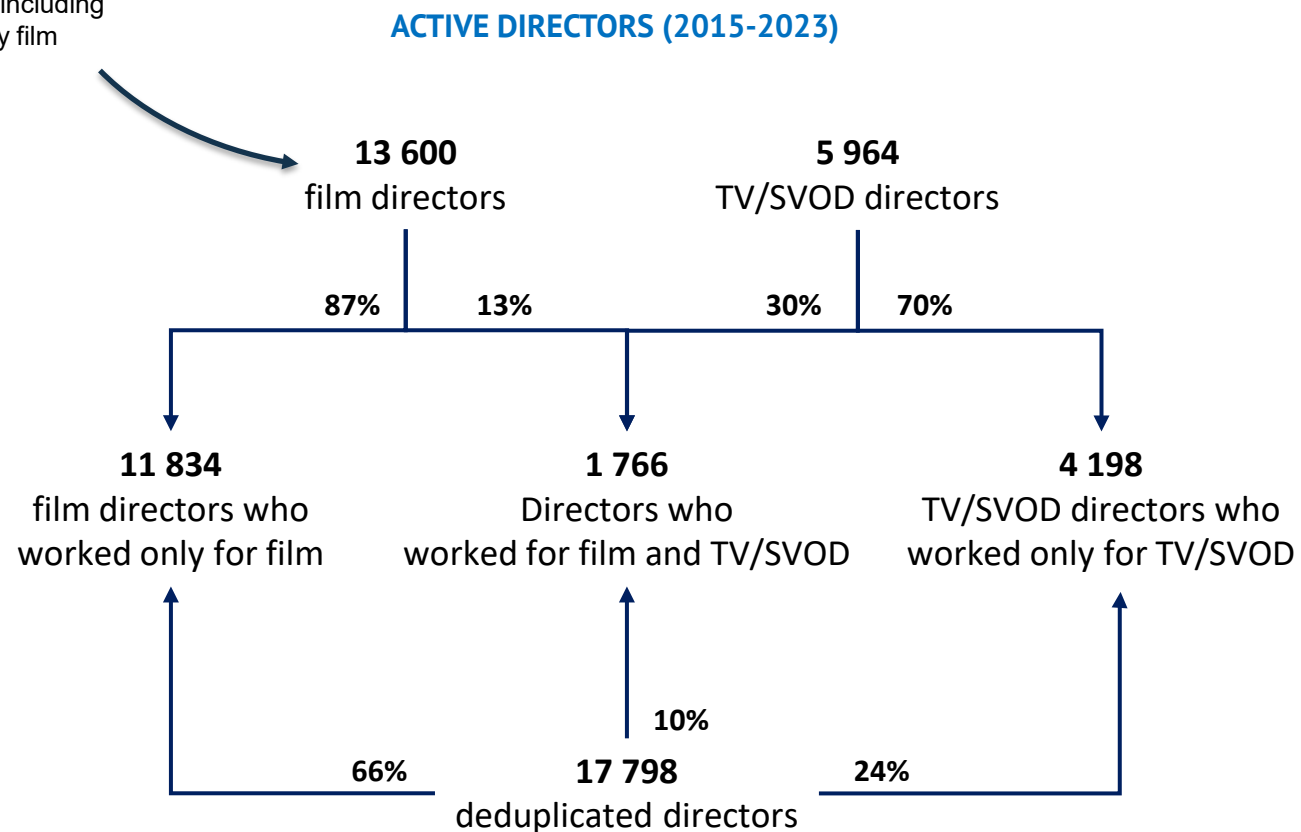 including
film
ACTIVE DIRECTORS (2015-2023)
13 600
film directors
5 964
TV/SVOD directors
87%
13%
30%
70%
11 834
film directors who
worked only for film
1 766
Directors who
worked for film and TV/SVOD
4 198
TV/SVOD directors who
worked only for TV/SVOD
10%
66%
17 798
24%
deduplicated directors